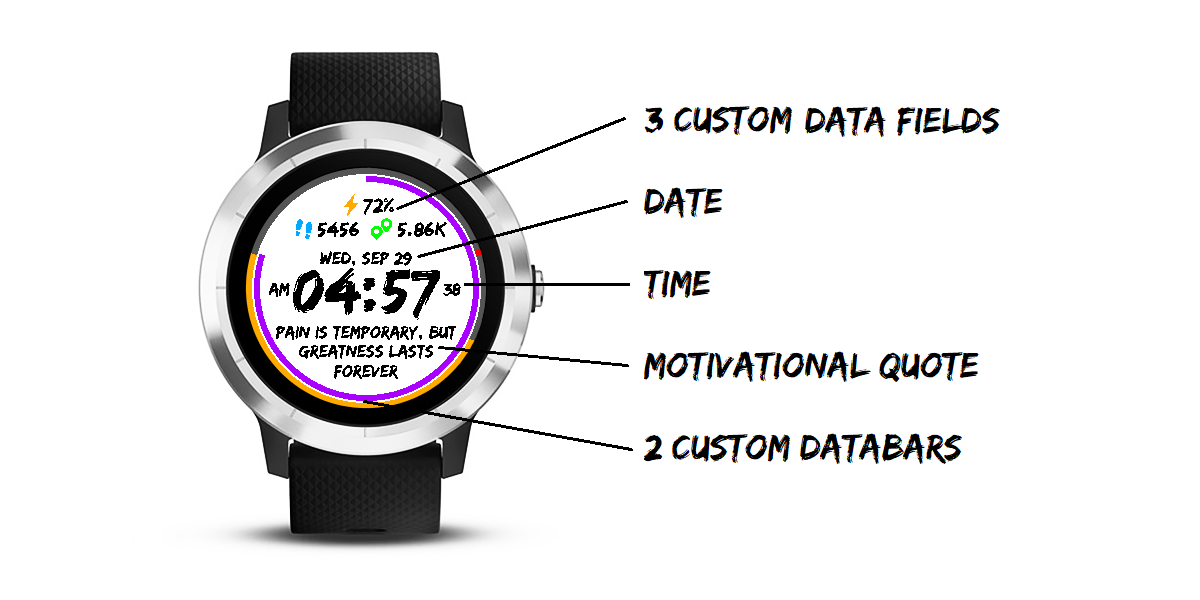 72%
5456 5.86K
WED, SEP 29
AM 04:57 38
PAIN IS TEMPORARY, BUT
GREATNESS LASTS
FOREVER
3 CUSTOM DATA FIELDS
DATE
TIME
MOTIVATIONAL QUOTE
2 CUSTOM DATABARS